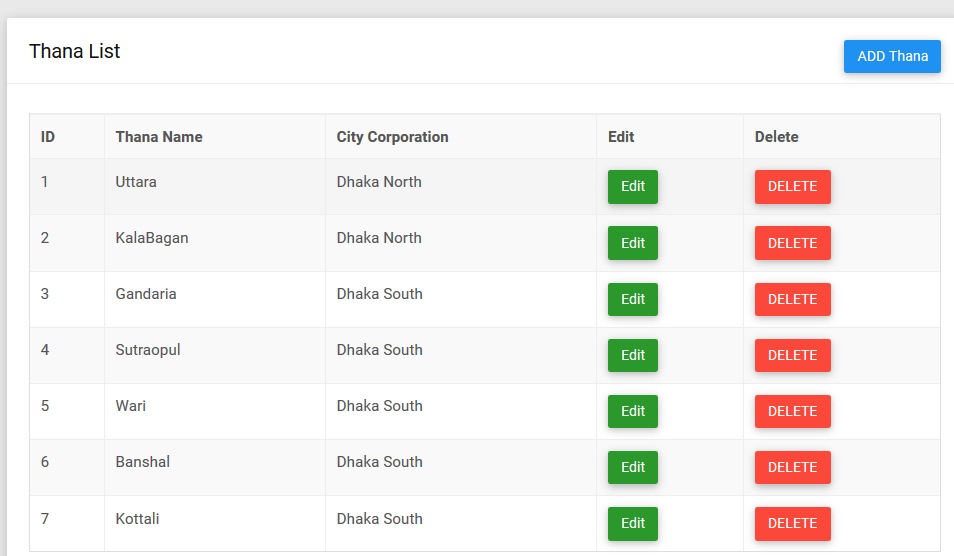 Thana List
ADD Thana
ID Thana Name City Corporation Edit Delete
1 Uttara Dhaka North Edit DELETE
2 KalaBagan Dhaka North Edit DELETE
3 Gandaria Dhaka South Edit DELETE
4 Sutraopul Dhaka South Edit DELETE
5 Wari Dhaka South Edit DELETE
6 Banshal Dhaka South Edit DELETE
7 Kottali Dhaka South Edit DELETE